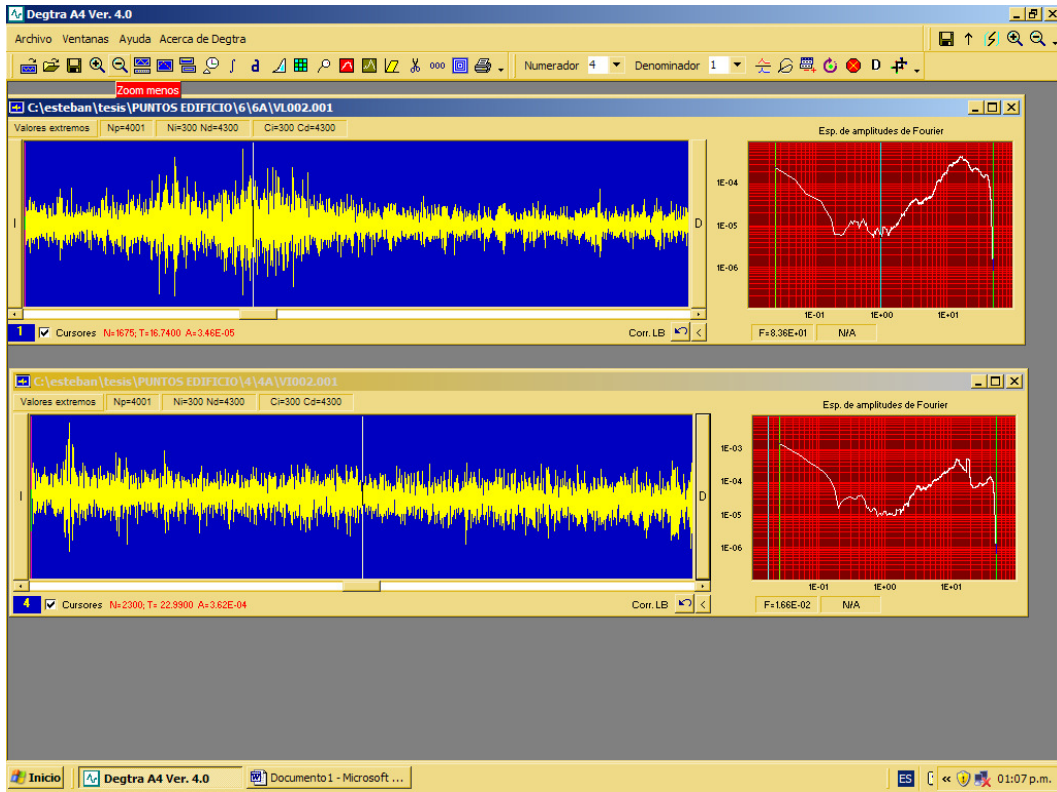 Degtra A4 Ver. 4.0
Archivo Ventanas Ayuda Acerca de Degtra
Numerador 4 Denominador 1 D
Zoom menos
C:\esteban\tesis\PUNTOS EDIFICIO\6\6A\VL002.001
Valores extremos Np=4001 Ni=300 Nd=4300 Ci=300 Cd=4300
Esp. de amplitudes de Fourier
I D
1E-04
1E-05
1E-06
1E-01 1E+00 1E+01
1 Cursores N=1675; T=16.7400 A=3.46E-05 Corr. LB < F=8.36E+01 N/A
C:\esteban\tesis\PUNTOS EDIFICIO\4\4A\VI002.001
Valores extremos Np=4001 Ni=300 Nd=4300 Ci=300 Cd=4300
Esp. de amplitudes de Fourier
I D
1E-03
1E-04
1E-05
1E-06
1E-01 1E+00 1E+01
4 Cursores N=2300; T= 22.9900 A=3.62E-04 Corr. LB < F=1.66E-02 N/A
Inicio Degtra A4 Ver. 4.0 Documento1 - Microsoft ... ES « 01:07 p.m.